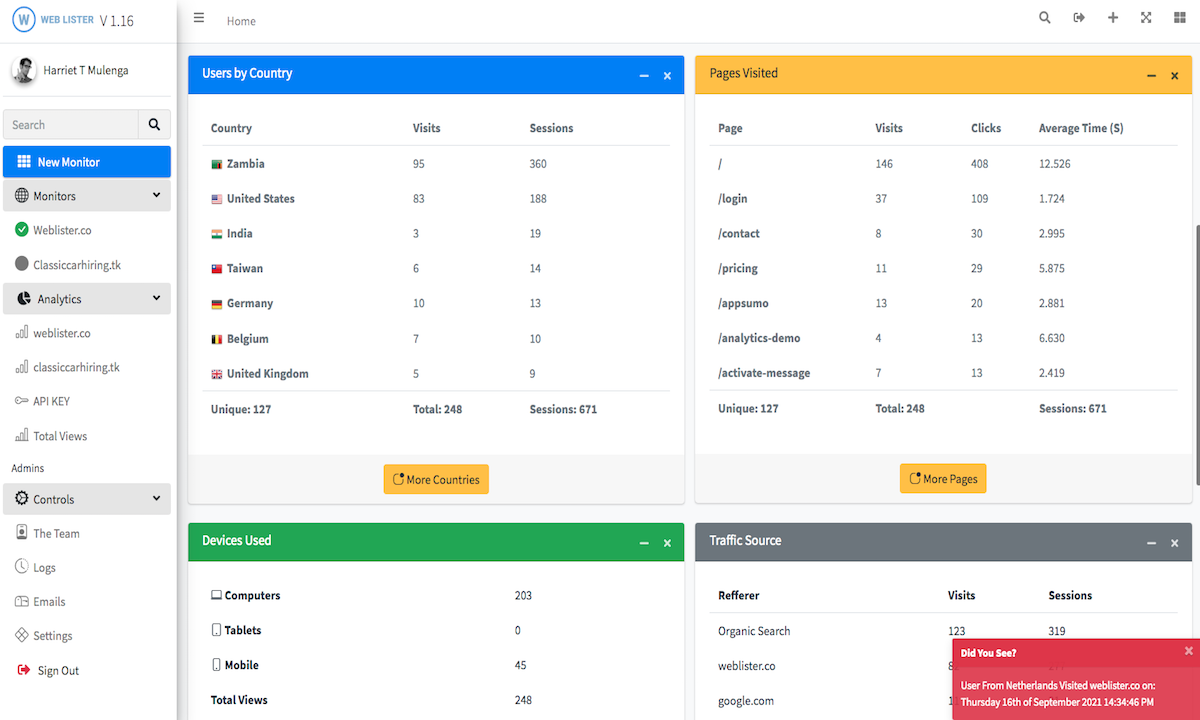 W WEB LISTER V 1.16
Home
Harriet T Mulenga
Search
New Monitor
Monitors
Weblister.co
Classiccarhiring.tk
Analytics
weblister.co
classiccarhiring.tk
API KEY
Total Views
Admins
Controls
The Team
Logs
Emails
Settings
Sign Out
Users by Country
Country Visits Sessions
Zambia 95 360
United States 83 188
India 3 19
Taiwan 6 14
Germany 10 13
Belgium 7 10
United Kingdom 5 9
Unique: 127 Total: 248 Sessions: 671
More Countries
Pages Visited
Page Visits Clicks Average Time (S)
/ 146 408 12.526
/login 37 109 1.724
/contact 8 30 2.995
/pricing 11 29 5.875
/appsumo 13 20 2.881
/analytics-demo 4 13 6.630
/activate-message 7 13 2.419
Unique: 127 Total: 248 Sessions: 671
More Pages
Devices Used
Computers 203
Tablets 0
Mobile 45
Total Views 248
Traffic Source
Refferer Visits Sessions
Organic Search 123 319
weblister.co
google.com
Did You See?
User From Netherlands Visited weblister.co on:
Thursday 16th of September 2021 14:34:46 PM